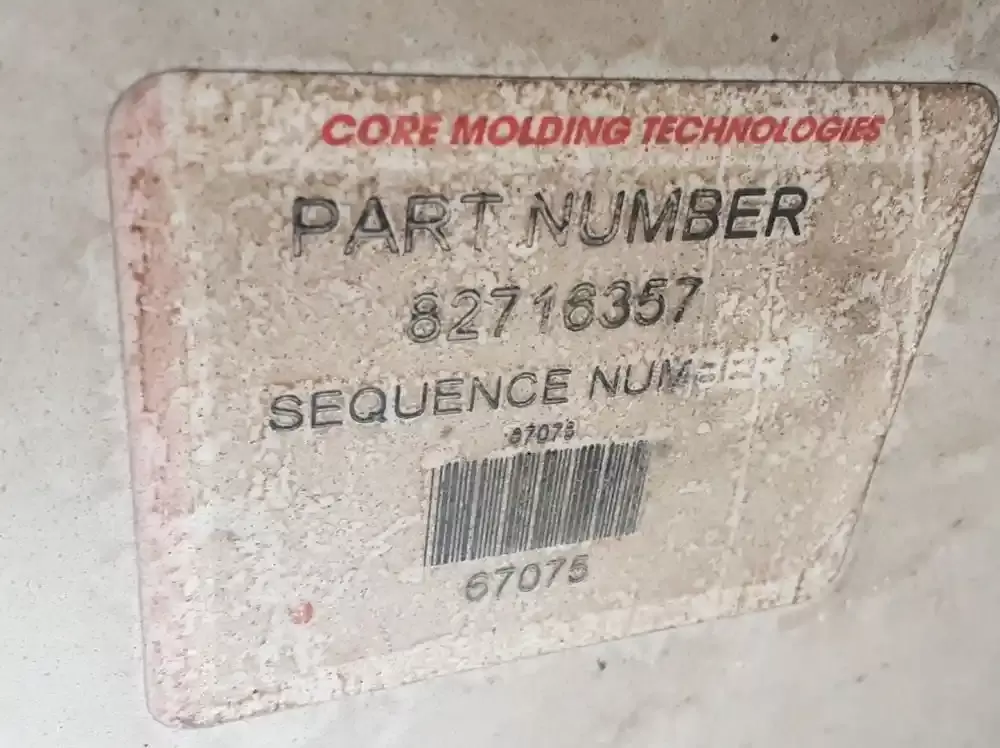 CORE MOLDING TECHNOLOGIES
PART NUMBER
82716357
SEQUENCE NUMBER
67075
67075